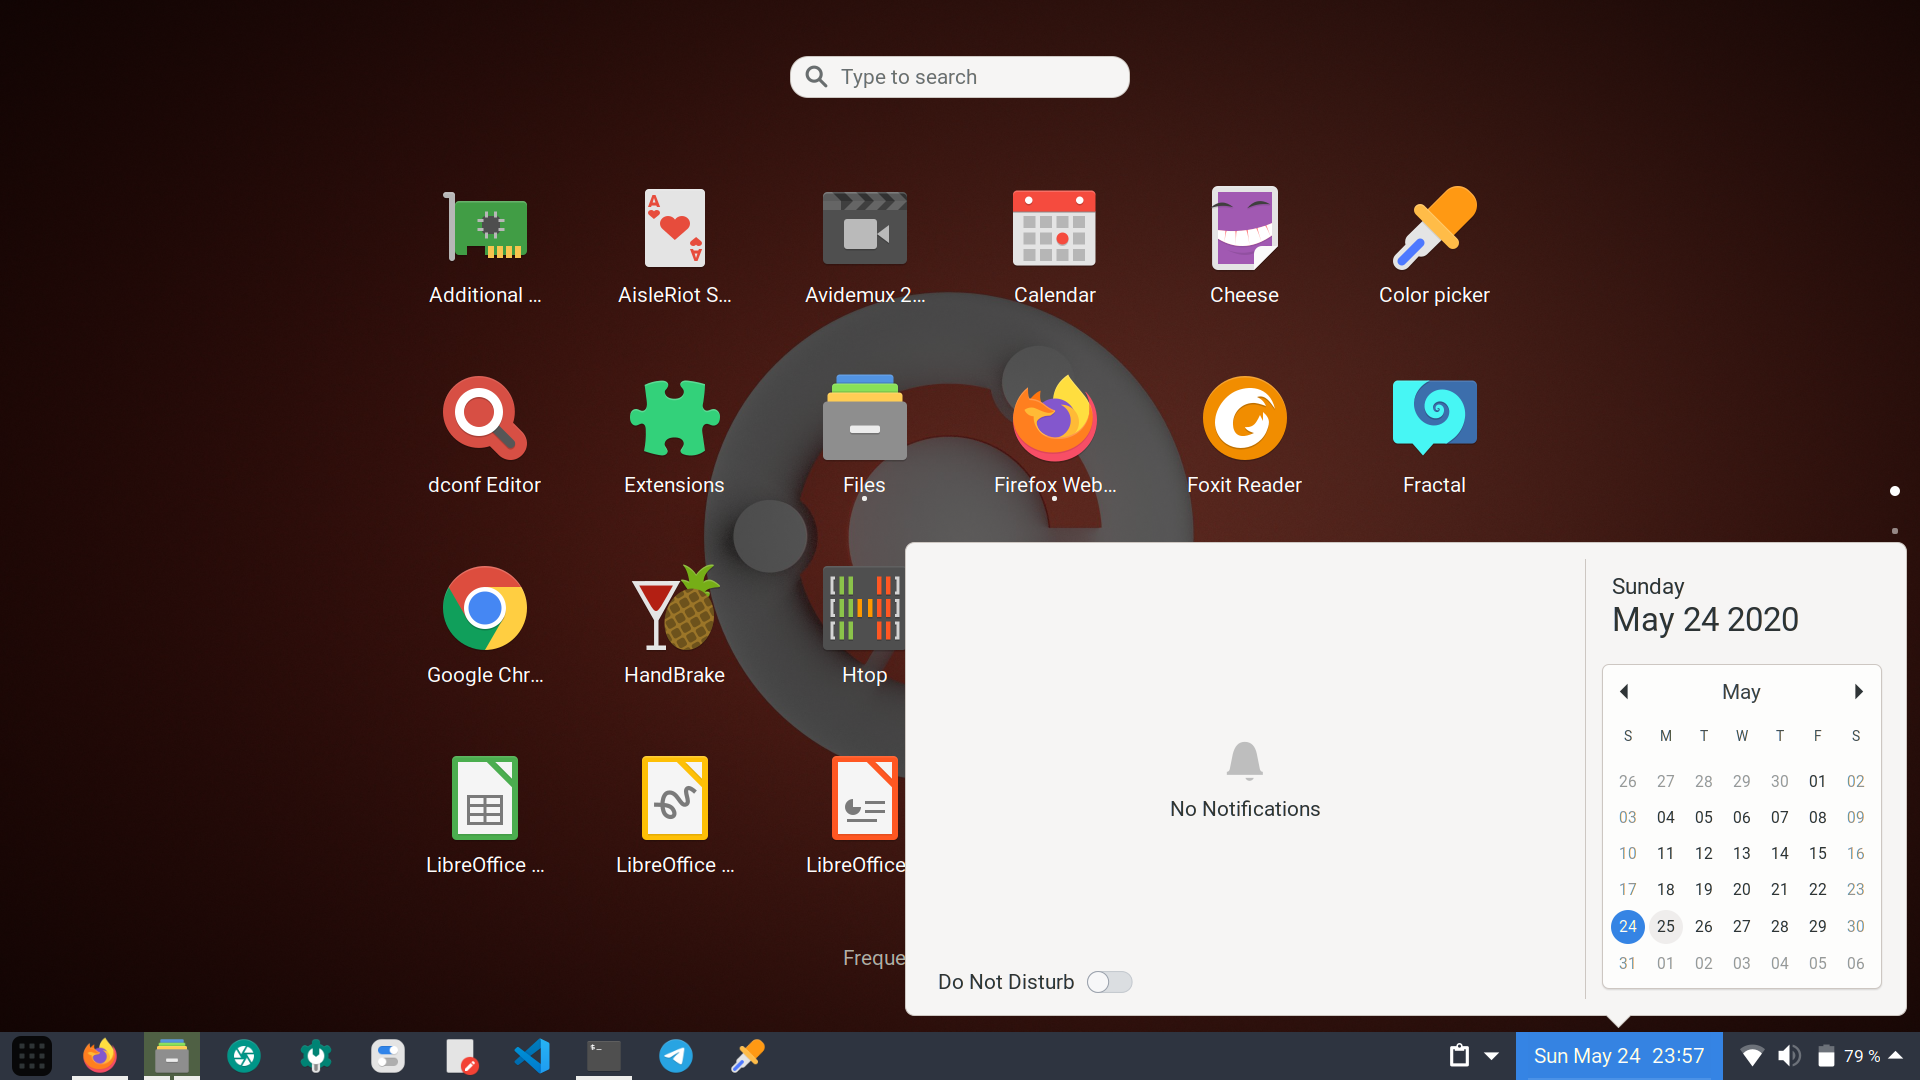 Type to search
Additional ...
AisleRiot S...
Avidemux 2...
Calendar
Cheese
Color picker
dconf Editor
Extensions
Files
Firefox Web...
Foxit Reader
Fractal
Google Chr...
HandBrake
Htop
LibreOffice ...
LibreOffice ...
LibreOffice
Freque
No Notifications
Do Not Disturb
Sunday
May 24 2020
May
S M T W T F S
26 27 28 29 30 01 02
03 04 05 06 07 08 09
10 11 12 13 14 15 16
17 18 19 20 21 22 23
24 25 26 27 28 29 30
31 01 02 03 04 05 06
Sun May 24 23:57
79 %